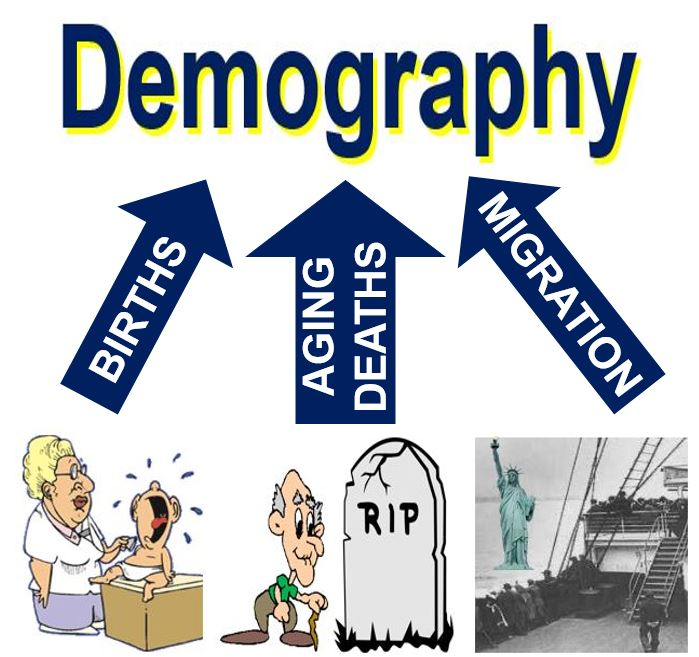 Demography
BIRTHS
AGING
DEATHS
MIGRATION
RIP